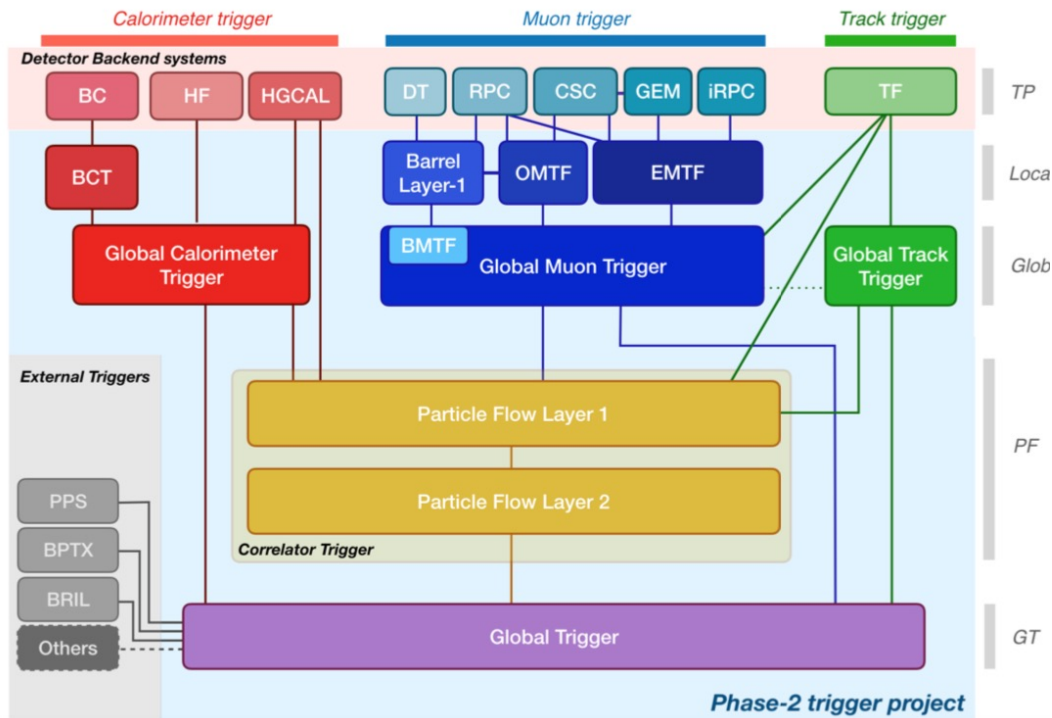 Calorimeter trigger
Muon trigger
Track trigger
Detector Backend systems
BC
HF
HGCAL
DT
RPC
CSC
GEM
iRPC
TF
TP
BCT
Barrel
Layer-1
OMTF
EMTF
Loca
Global Calorimeter
Trigger
BMTF
Global Muon Trigger
Global Track
Trigger
Glob
External Triggers
Particle Flow Layer 1
PF
Particle Flow Layer 2
Correlator Trigger
PPS
BPTX
BRIL
Others
Global Trigger
GT
Phase-2 trigger project